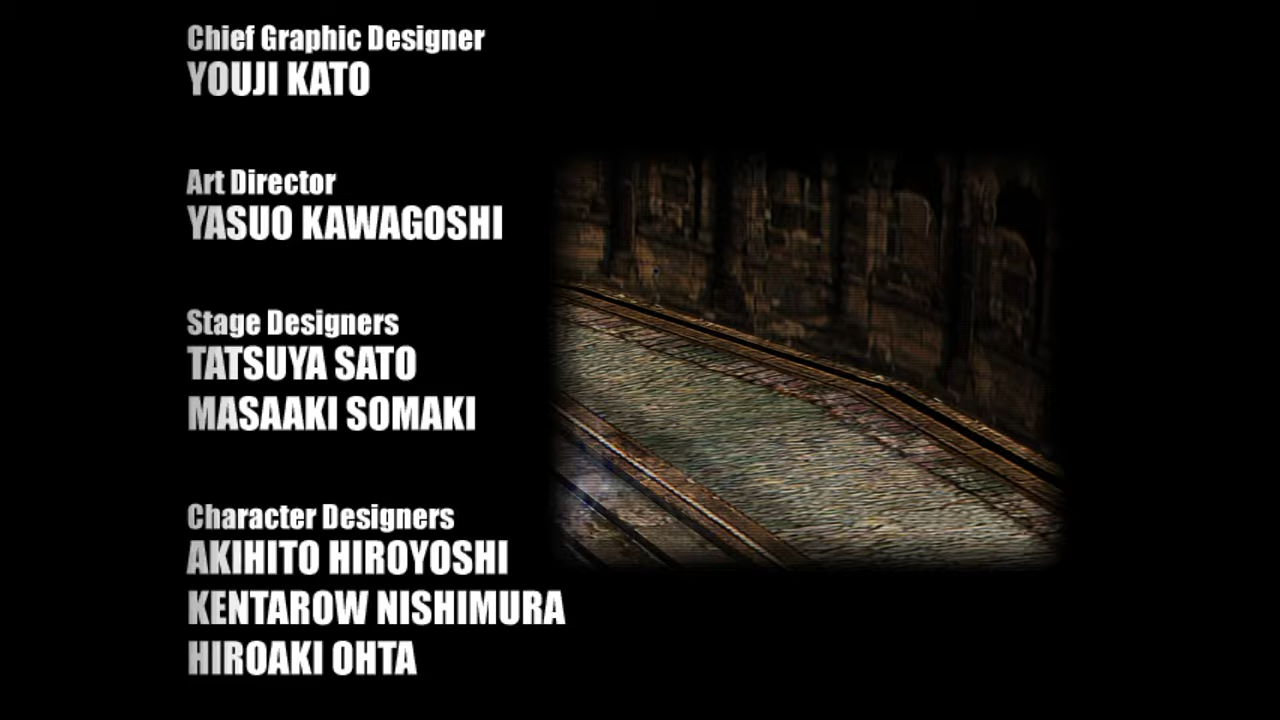 Chief Graphic Designer
YOUJI KATO
Art Director
YASUO KAWAGOSHI
Stage Designers
TATSUYA SATO
MASAAKI SOMAKI
Character Designers
AKIHITO HIROYOSHI
KENTAROW NISHIMURA
HIROAKI OHTA